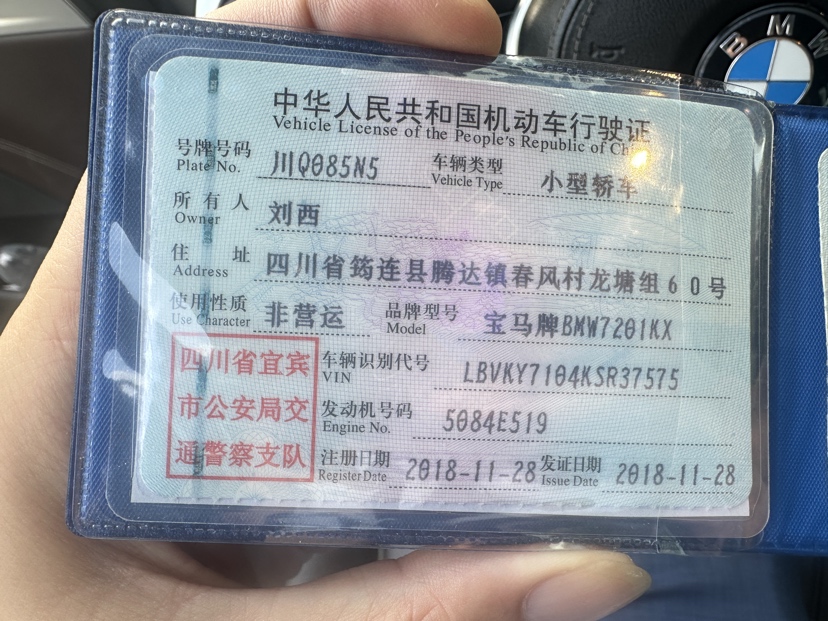 中华人民共和国机动车行驶证
Vehicle License of the People's Republic of Ch
号牌号码 川Q085N5 车辆类型 小型轿车
Plate No. Vehicle Type
所有人 刘西
Owner
住址 四川省筠连县腾达镇春风村龙塘组60号
Address
使用性质 非营运 品牌型号 宝马牌BMW7201KX
Use Character Model
四川省宜宾
市公安局交
通警察支队
车辆识别代号 LBVKY7104KSR37575
VIN
发动机号码 5084E519
Engine No.
注册日期 2018-11-28 发证日期 2018-11-28
Register Date Issue Date
BMW